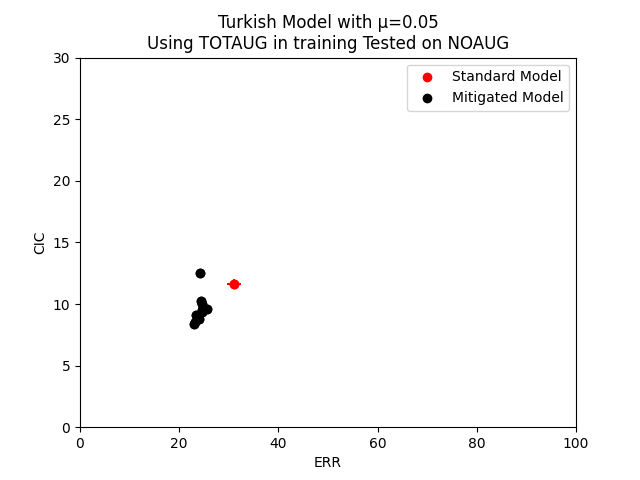 Turkish Model with μ=0.05
Using TOTAUG in training Tested on NOAUG
Standard Model
Mitigated Model
30
25
20
15
10
5
0
CIC
0 20 40 60 80 100
ERR